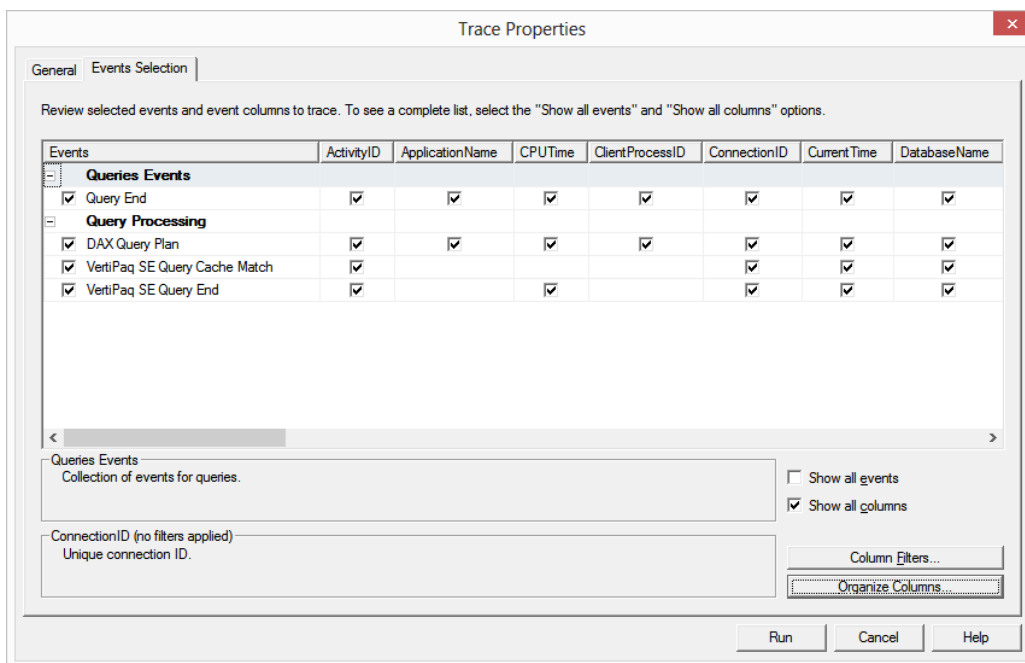 Trace Properties
General
Events Selection
Review selected events and event columns to trace. To see a complete list, select the "Show all events" and "Show all columns" options.
Events ActivityID ApplicationName CPUTime ClientProcessID ConnectionID CurrentTime DatabaseName
Queries Events
Query End
Query Processing
DAX Query Plan
VertiPaq SE Query Cache Match
VertiPaq SE Query End
Queries Events
Collection of events for queries.
Show all events
Show all columns
ConnectionID (no filters applied)
Unique connection ID.
Column Filters...
Organize Columns...
Run Cancel Help